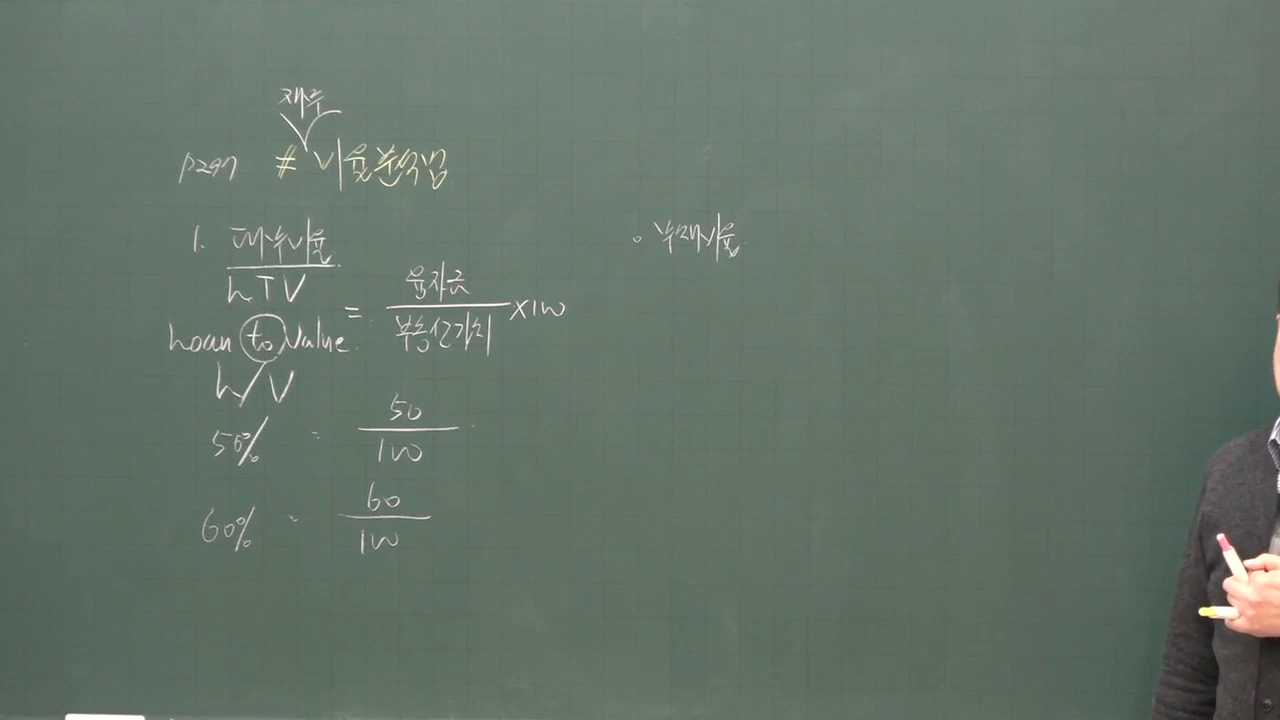 재무
P297 # 비율분석법
1. 대부비율
LTV
Loan to Value
L/V
= 융자금 / 부동산가치 ×100
50% = 50 / 100
60% = 60 / 100
◦ 부채비율